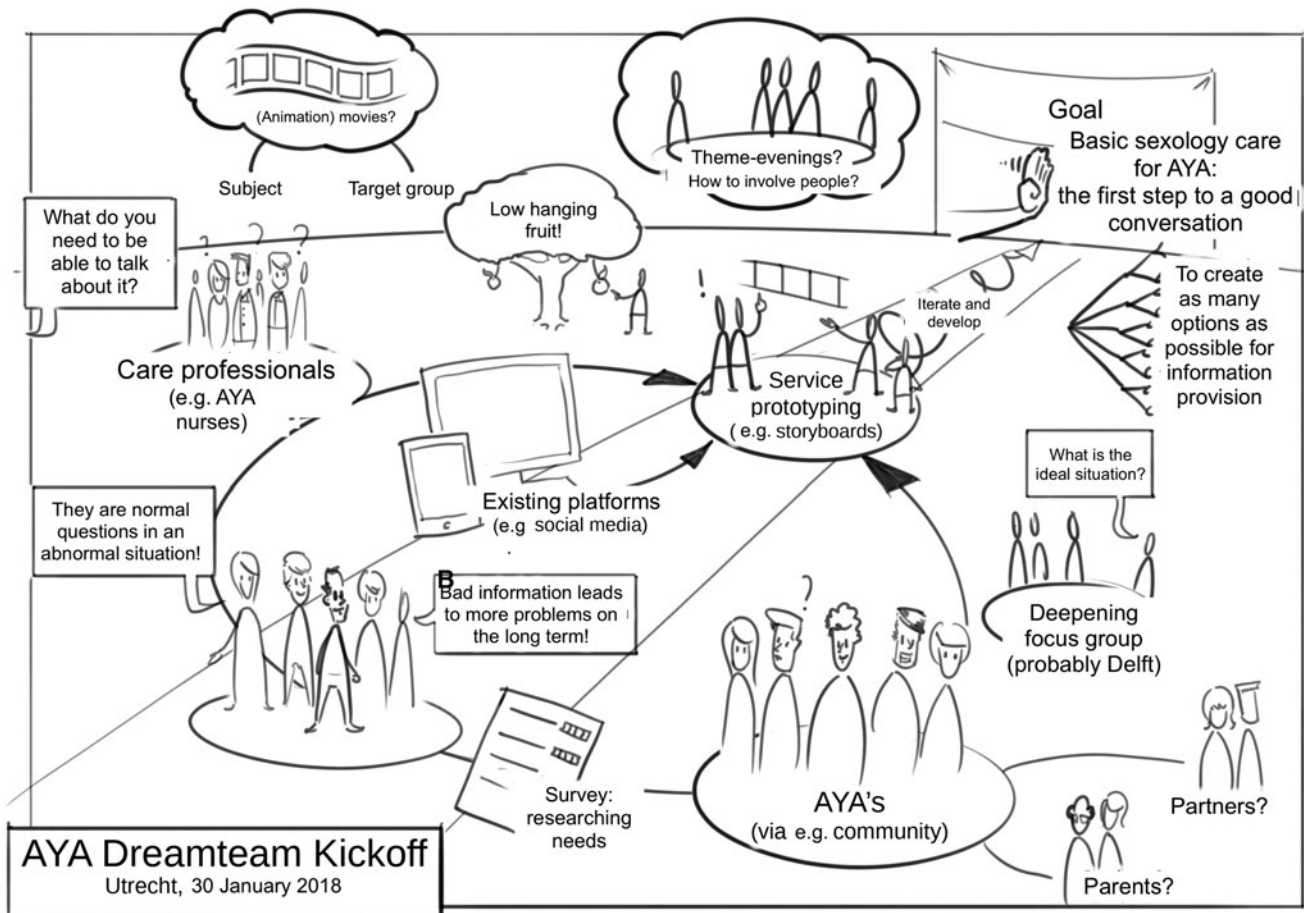 (Animation) movies?
Subject
Target group
Theme-evenings?
How to involve people?
Goal
Basic sexology care
for AYA:
the first step to a good
conversation
What do you
need to be
able to talk
about it?
Low hanging
fruit!
To create
as many
options as
possible for
information
provision
Iterate and
develop
!
? ? ?
Care professionals
(e.g. AYA
nurses)
Service
prototyping
(e.g. storyboards)
What is the
ideal situation?
They are normal
questions in an
abnormal situation!
Existing platforms
(e.g social media)
B
Bad information leads
to more problems on
the long term!
?
Deepening
focus group
(probably Delft)
Survey:
researching
needs
AYA's
(via e.g. community)
Partners?
Parents?
AYA Dreamteam Kickoff
Utrecht, 30 January 2018